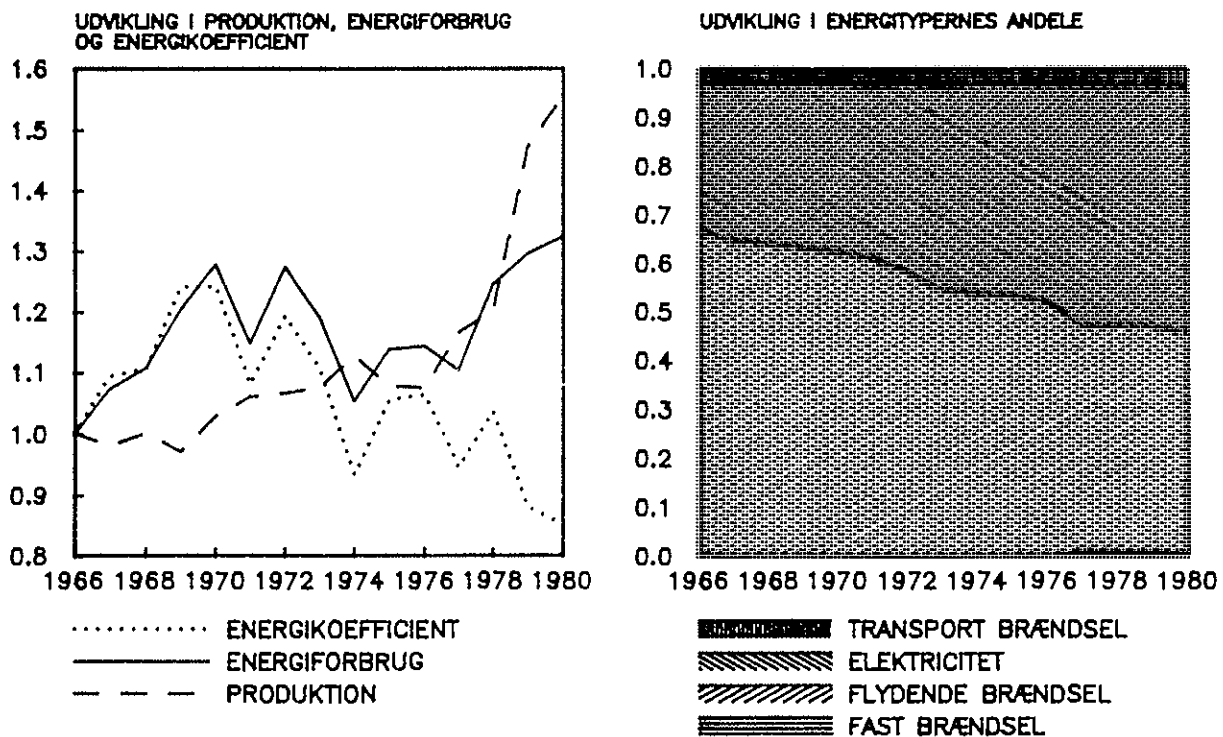 UDVIKLING I PRODUKTION, ENERGIFORBRUG
OG ENERGIKOEFFICIENT
1.6
1.5
1.4
1.3
1.2
1.1
1.0
0.9
0.8
1966 1968 1970 1972 1974 1976 1978 1980
ENERGIKOEFFICIENT
ENERGIFORBRUG
PRODUKTION
UDVIKLING I ENERGITYPERNES ANDELE
1.0
0.9
0.8
0.7
0.6
0.5
0.4
0.3
0.2
0.1
0.0
1966 1968 1970 1972 1974 1976 1978 1980
TRANSPORT BRÆNDSEL
ELEKTRICITET
FLYDENDE BRÆNDSEL
FAST BRÆNDSEL